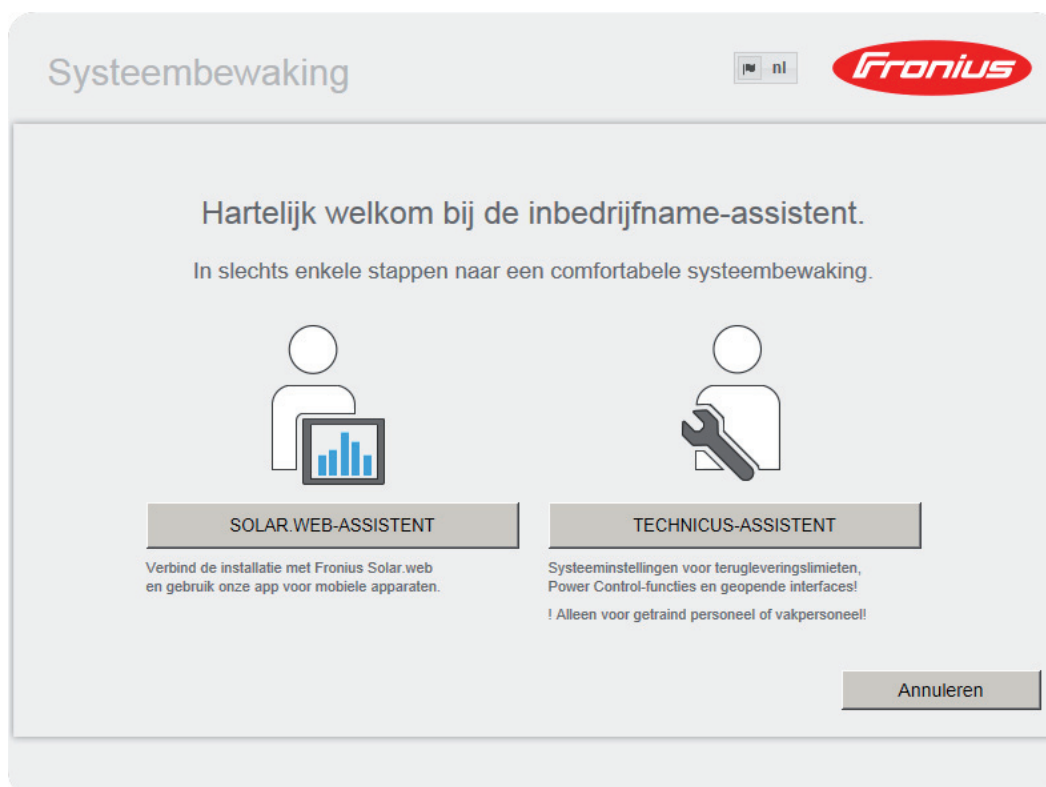 Systeembewaking
nl
Fronius
Hartelijk welkom bij de inbedrijfname-assistent.
In slechts enkele stappen naar een comfortabele systeembewaking.
SOLAR.WEB-ASSISTENT
Verbind de installatie met Fronius Solar.web
en gebruik onze app voor mobiele apparaten.
TECHNICUS-ASSISTENT
Systeeminstellingen voor terugleveringslimieten,
Power Control-functies en geopende interfaces!
! Alleen voor getraind personeel of vakpersoneel!
Annuleren